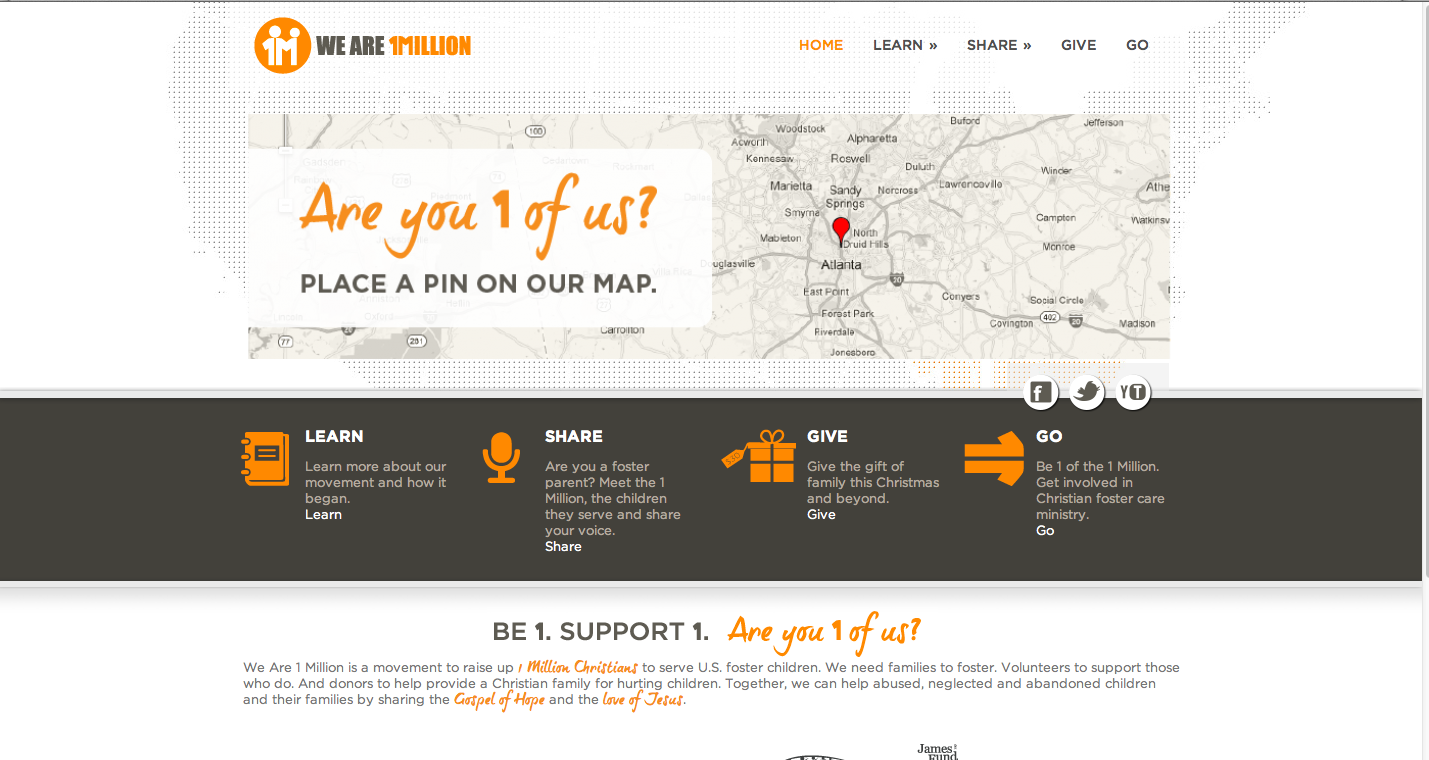 WE ARE 1MILLION
HOME LEARN » SHARE » GIVE GO
Woodstock
Buford
Jefferson
Acworth
Alpharetta
Kennesaw
Roswell
Duluth
Winder
Marietta
Sandy
Springs
Norcross
Lawrenceville
Athe
Smyrna
Campton
Watkinsv
Mableton
North
Druid Hills
Monroe
Douglasville
Atlanta
East Point
Conyers
Social Circle
Forest Park
Covington
402
20
Madison
Riverdale
Jonesboro
100
Carrollton
77
20
281
Are you 1 of us?
PLACE A PIN ON OUR MAP.
LEARN
Learn more about our
movement and how it
began.
Learn
SHARE
Are you a foster
parent? Meet the 1
Million, the children
they serve and share
your voice.
Share
$50
GIVE
Give the gift of
family this Christmas
and beyond.
Give
GO
Be 1 of the 1 Million.
Get involved in
Christian foster care
ministry.
Go
BE 1. SUPPORT 1. Are you 1 of us?
We Are 1 Million is a movement to raise up 1 Million Christians to serve U.S. foster children. We need families to foster. Volunteers to support those
who do. And donors to help provide a Christian family for hurting children. Together, we can help abused, neglected and abandoned children
and their families by sharing the Gospel of Hope and the love of Jesus.
James
Fund